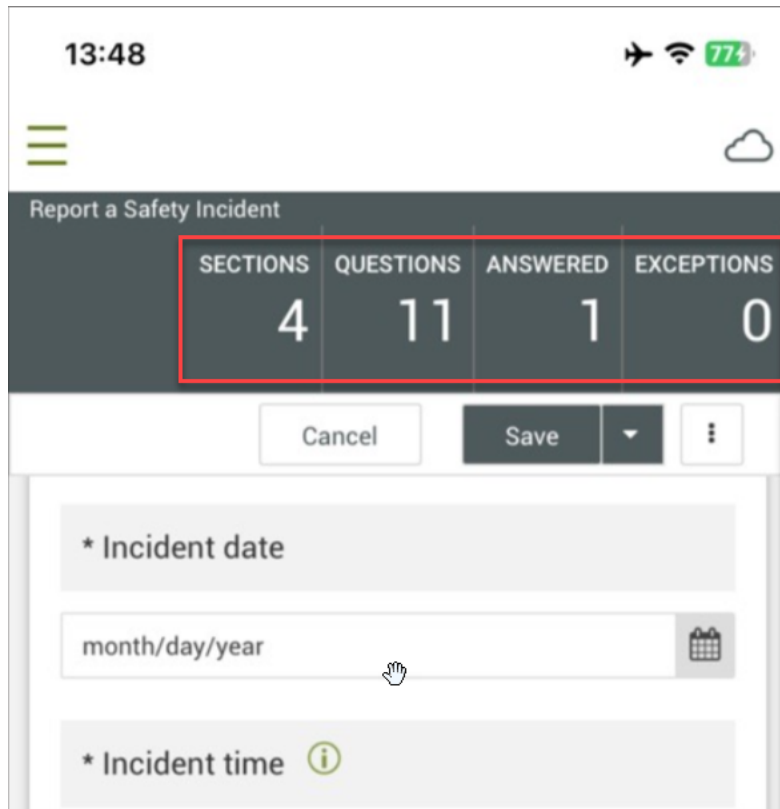 13:48
77
Report a Safety Incident
SECTIONS QUESTIONS ANSWERED EXCEPTIONS
4 11 1 0
Cancel Save
* Incident date
month/day/year
* Incident time